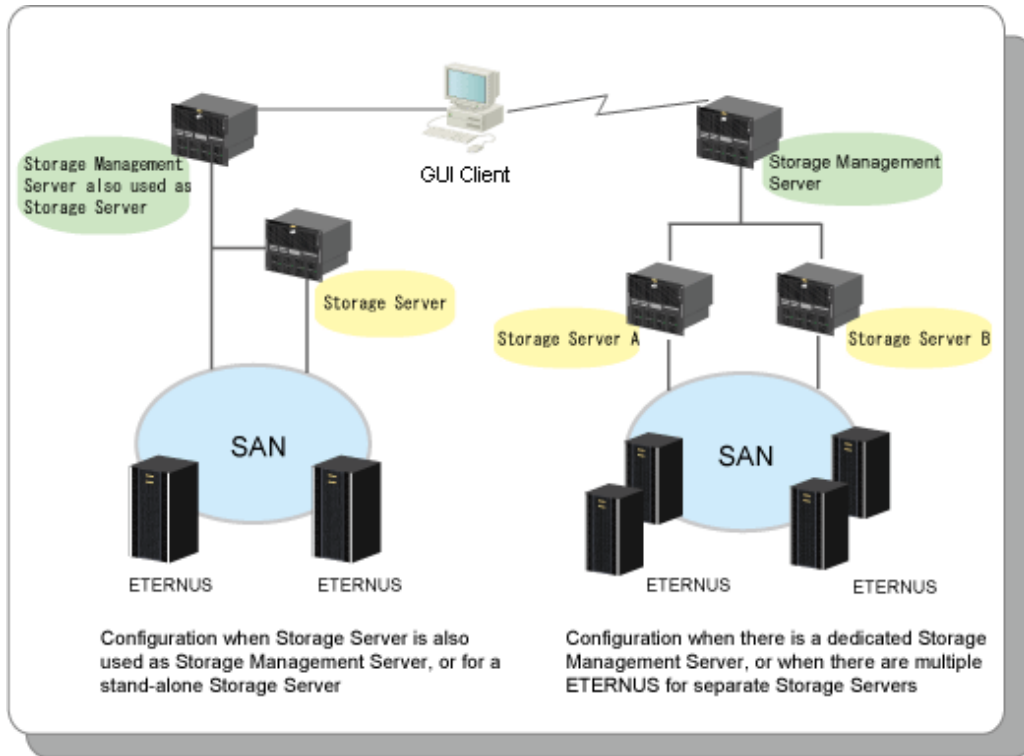 GUI Client
Storage Management
Server also used as
Storage Server
Storage Server
SAN
ETERNUS
ETERNUS
Configuration when Storage Server is also
used as Storage Management Server, or for a
stand-alone Storage Server
Storage Management
Server
Storage Server A
Storage Server B
SAN
ETERNUS
ETERNUS
Configuration when there is a dedicated Storage
Management Server, or when there are multiple
ETERNUS for separate Storage Servers